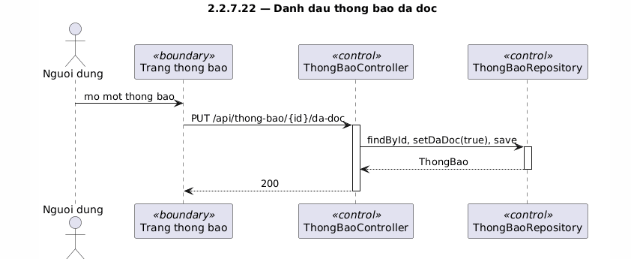 2.2.7.22 — Danh dau thong bao da doc
Nguoi dung
«boundary»
Trang thong bao
«control»
ThongBaoController
«control»
ThongBaoRepository
mo mot thong bao
PUT /api/thong-bao/{id}/da-doc
findById, setDaDoc(true), save
ThongBao
200
Nguoi dung
«boundary»
Trang thong bao
«control»
ThongBaoController
«control»
ThongBaoRepository